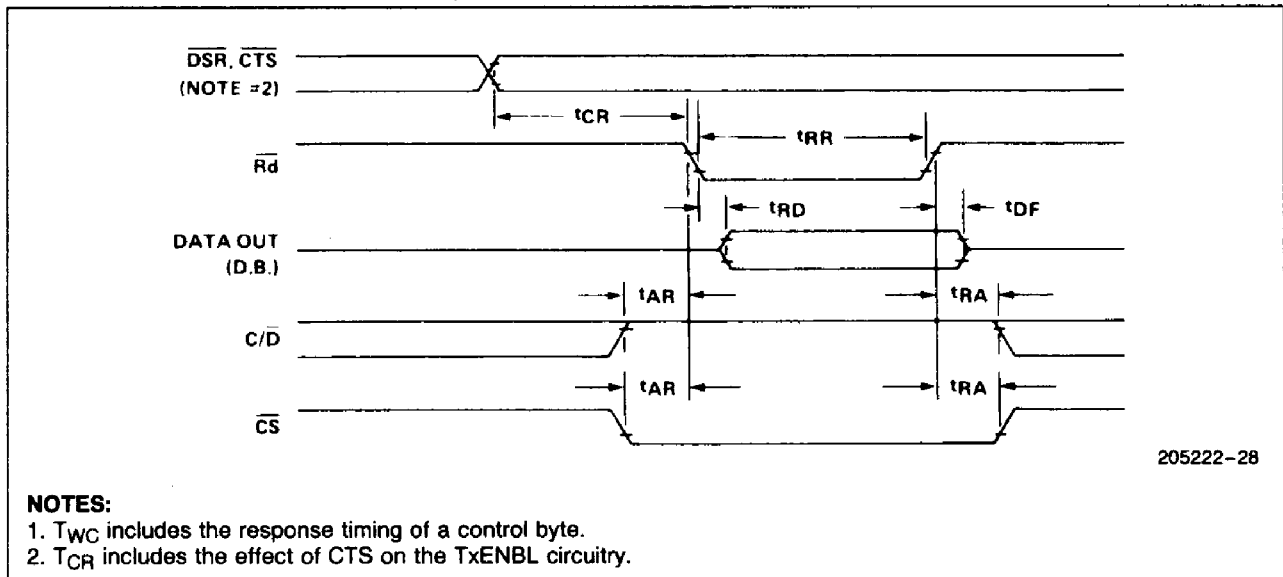 DSR, CTS
(NOTE #2)
tCR
tRR
Rd
tRD
tDF
DATA OUT
(D.B.)
tAR
tRA
C/D
tAR
tRA
CS
205222-28
NOTES:
1. TWC includes the response timing of a control byte.
2. TCR includes the effect of CTS on the TxENBL circuitry.